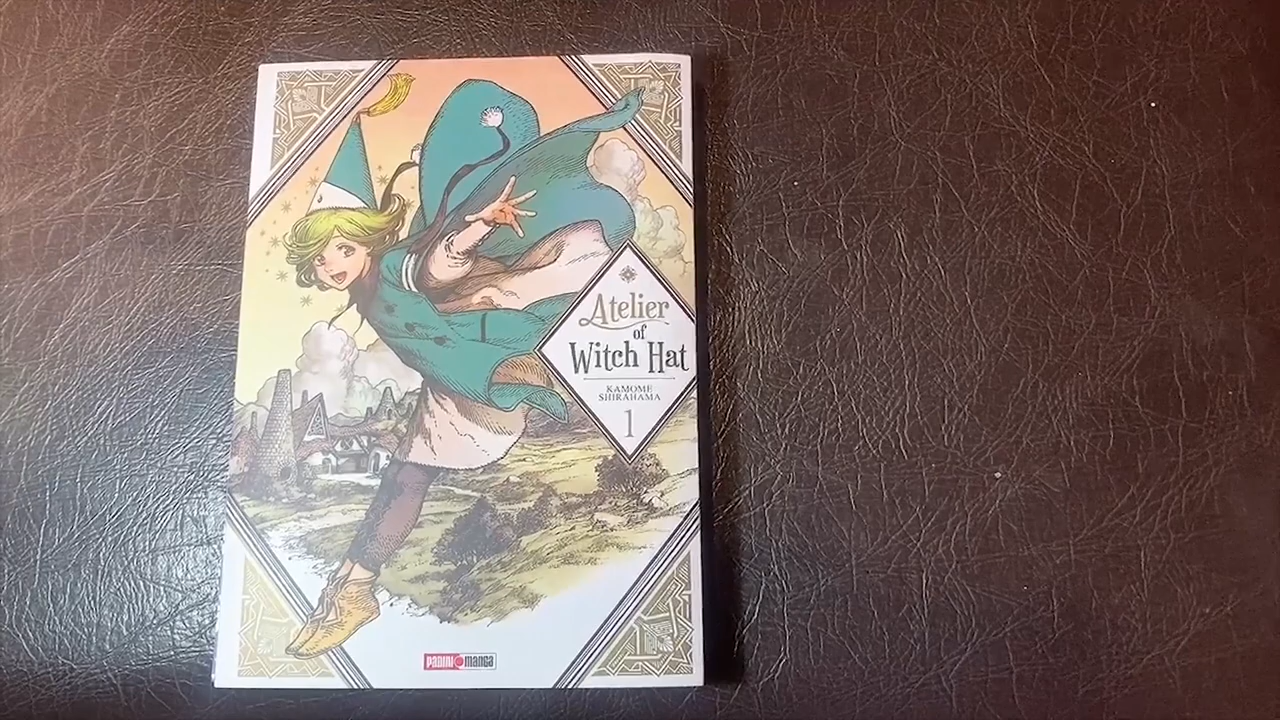 Atelier
of
Witch Hat
KAMOME
SHIRAHAMA
1
PANINI MANGA